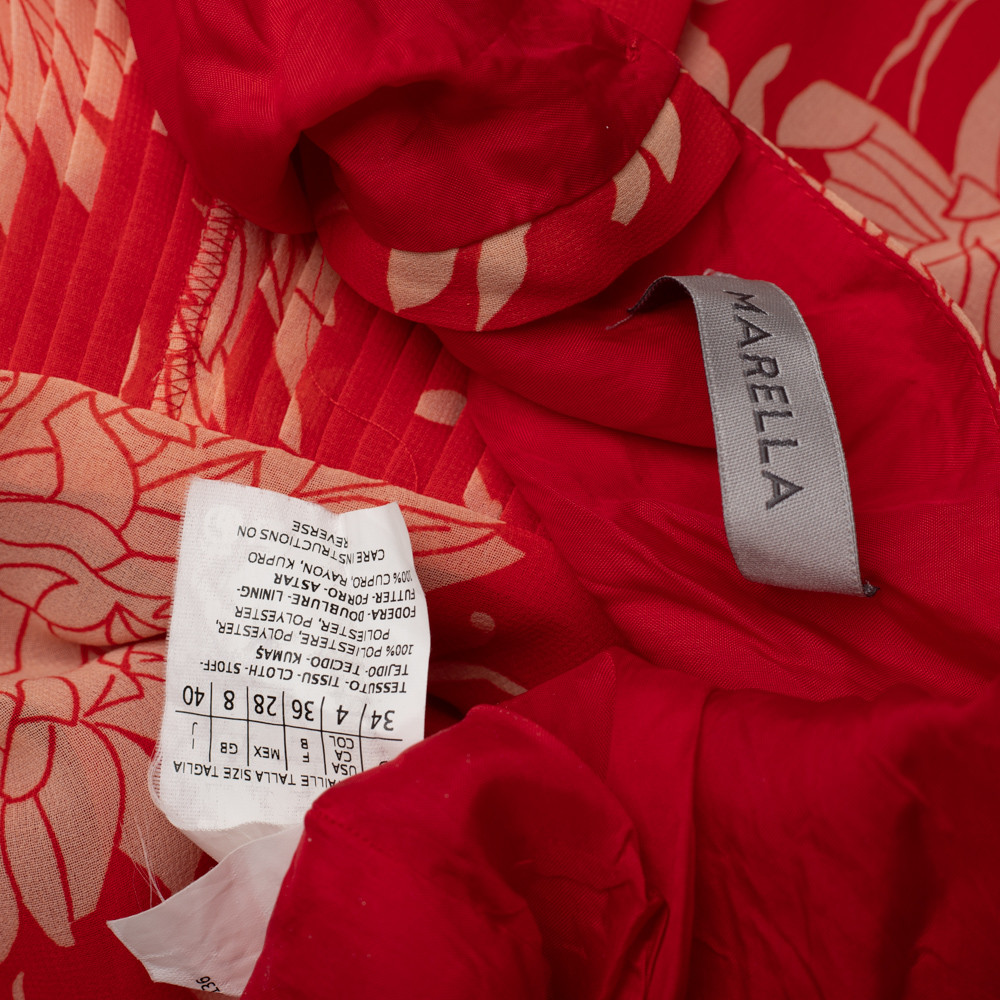 MARELLA
TAILLE TALLA SIZE TAGLIA
USA CA COL F B MEX GB I J
34 4 36 28 8 40
TESSUTO- TISSU- CLOTH-STOFF-
TEJIDO- TECIDO- KUMAŞ
100% POLIESTERE, POLYESTER,
POLIESTER, POLYESTER
FODERA- DOUBLURE- LINING-
FUTTER- FORRO- ASTAR
100% CUPRO, RAYON, KUPRO
CARE INSTRUCTIONS ON
REVERSE